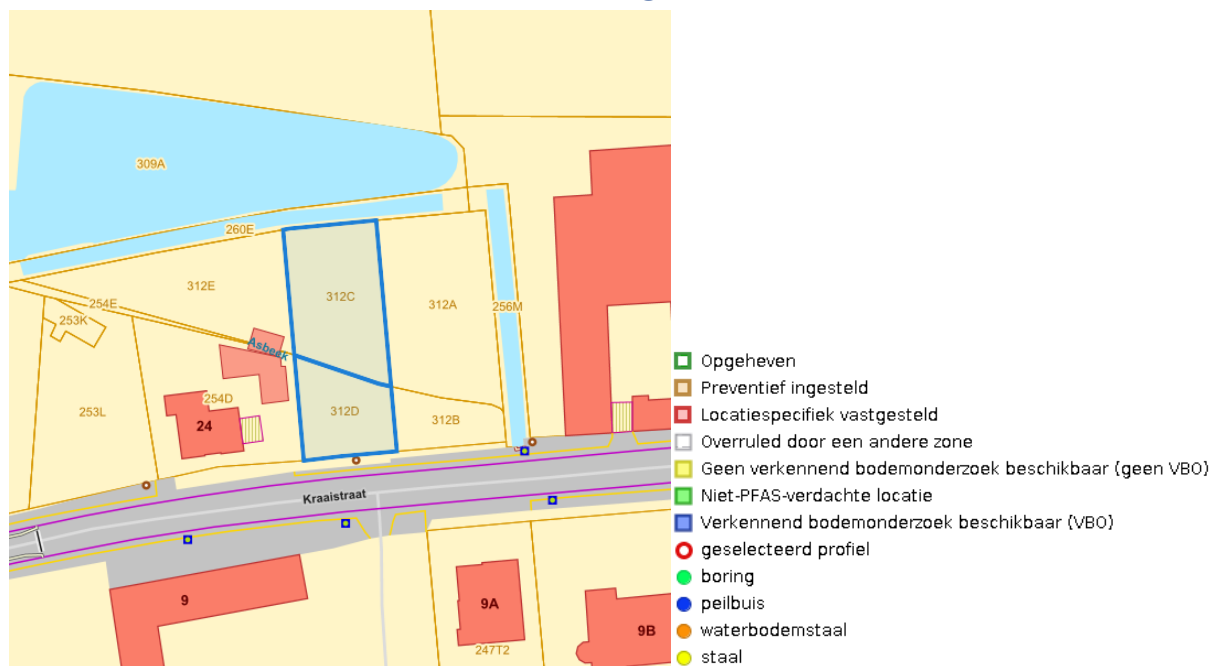 309A
260E
312E
312C
312A
256M
254E
253K
Asbeek
254D
253L
24
312D
312B
Kraaistraat
9
9A
9B
247T2
Opgeheven
Preventief ingesteld
Locatiespecifiek vastgesteld
Overruled door een andere zone
Geen verkennend bodemonderzoek beschikbaar (geen VBO)
Niet-PFAS-verdachte locatie
Verkennend bodemonderzoek beschikbaar (VBO)
geselecteerd profiel
boring
peilbuis
waterbodemstaal
staal